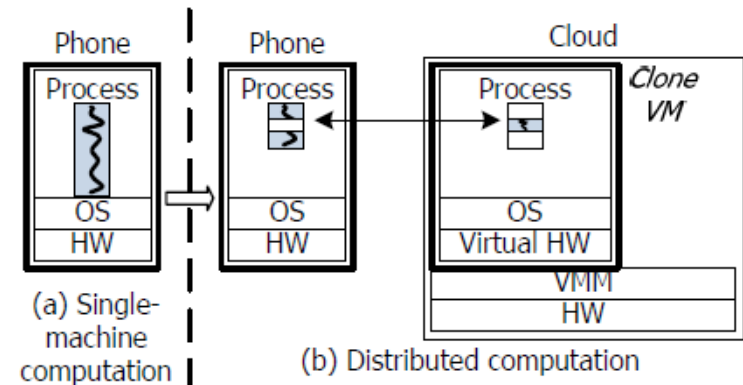 Phone
Process
OS
HW
(a) Single-
machine
computation
Phone
Process
OS
HW
Cloud
Process
OS
Virtual HW
Clone
VM
VMM
HW
(b) Distributed computation